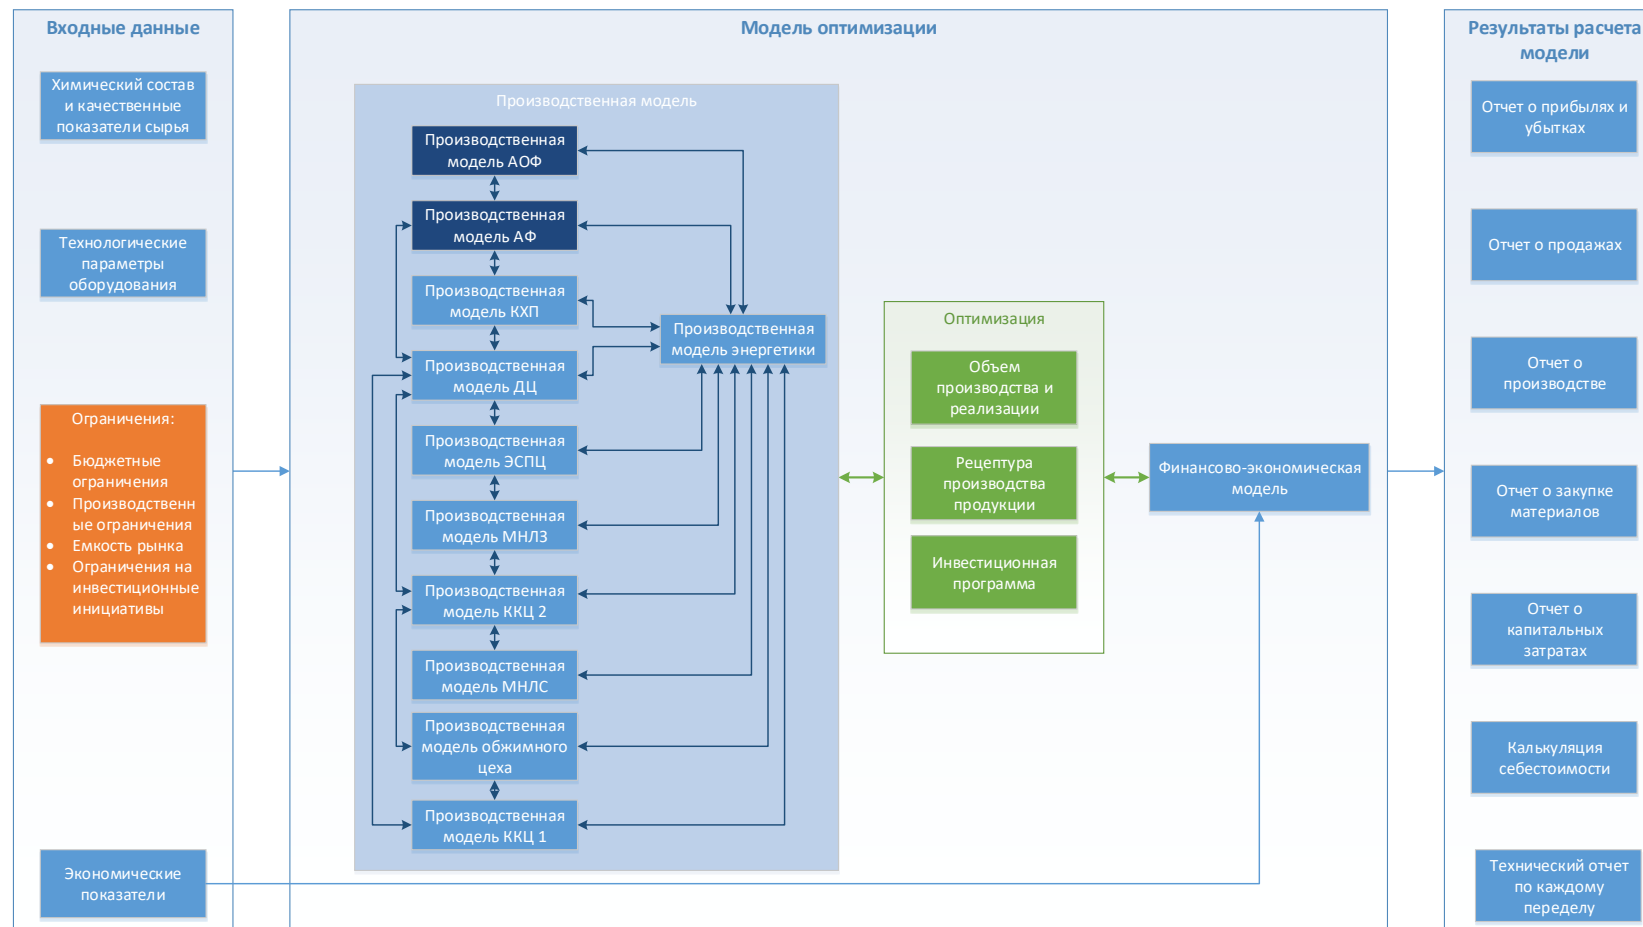 Входные данные
Химический состав
и качественные
показатели сырья
Технологические
параметры
оборудования
Ограничения:
• Бюджетные
ограничения
• Производственн
ые ограничения
• Емкость рынка
• Ограничения на
инвестиционные
инициативы
Экономические
показатели
Модель оптимизации
Производственная модель
Производственная
модель АОФ
Производственная
модель АФ
Производственная
модель КХП
Производственная
модель ДЦ
Производственная
модель ЭСПЦ
Производственная
модель МНЛЗ
Производственная
модель ККЦ 2
Производственная
модель МНЛС
Производственная
модель обжимного
цеха
Производственная
модель ККЦ 1
Производственная
модель энергетики
Оптимизация
Объем
производства и
реализации
Рецептура
производства
продукции
Инвестиционная
программа
Финансово-экономическая
модель
Результаты расчета
модели
Отчет о прибылях и
убытках
Отчет о продажах
Отчет о
производстве
Отчет о закупке
материалов
Отчет о
капитальных
затратах
Калькуляция
себестоимости
Технический отчет
по каждому
переделу